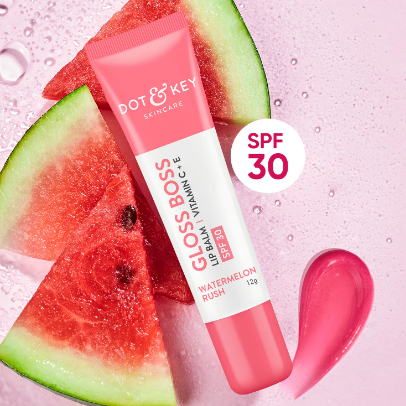 DOT & KEY
SKINCARE
GLOSS BOSS
LIP BALM | VITAMIN C + E
SPF 30
WATERMELON
RUSH
12g
SPF
30